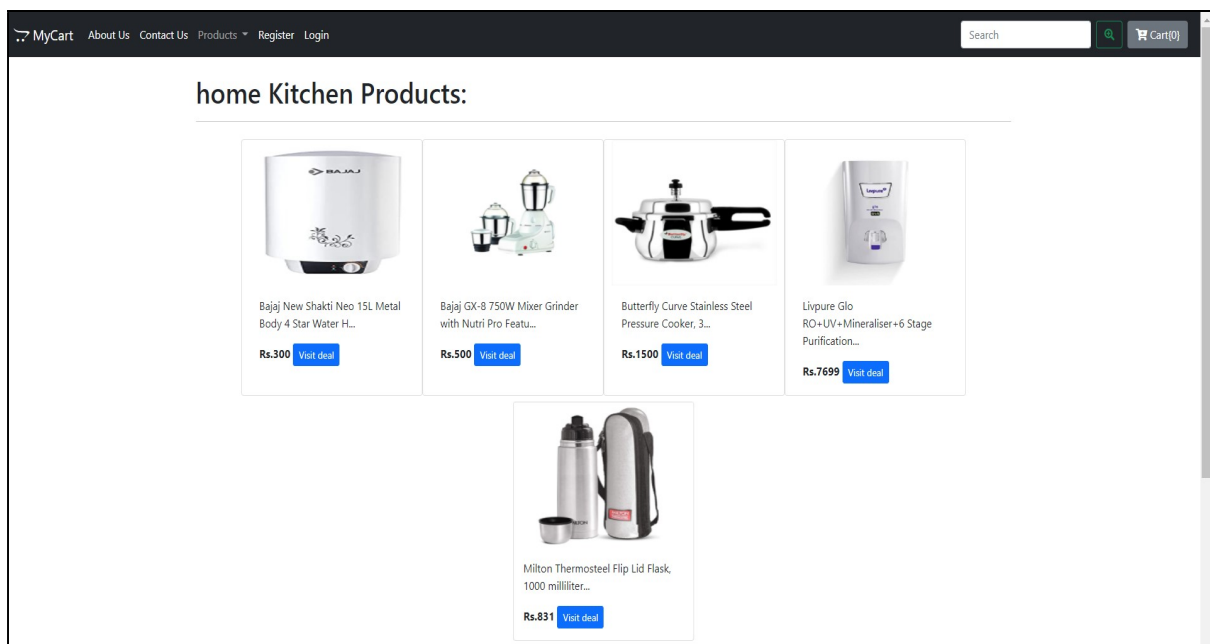 MyCart About Us Contact Us Products Register Login Search Cart(0)
home Kitchen Products:
BAJAJ
Livpure
Bajaj New Shakti Neo 15L Metal
Body 4 Star Water H...
Rs.300 Visit deal
Bajaj GX-8 750W Mixer Grinder
with Nutri Pro Featu...
Rs.500 Visit deal
Butterfly Curve Stainless Steel
Pressure Cooker, 3...
Rs.1500 Visit deal
Livpure Glo
RO+UV+Mineraliser+6 Stage
Purification...
Rs.7699 Visit deal
MILTON
Milton Thermosteel Flip Lid Flask,
1000 milliliter...
Rs.831 Visit deal